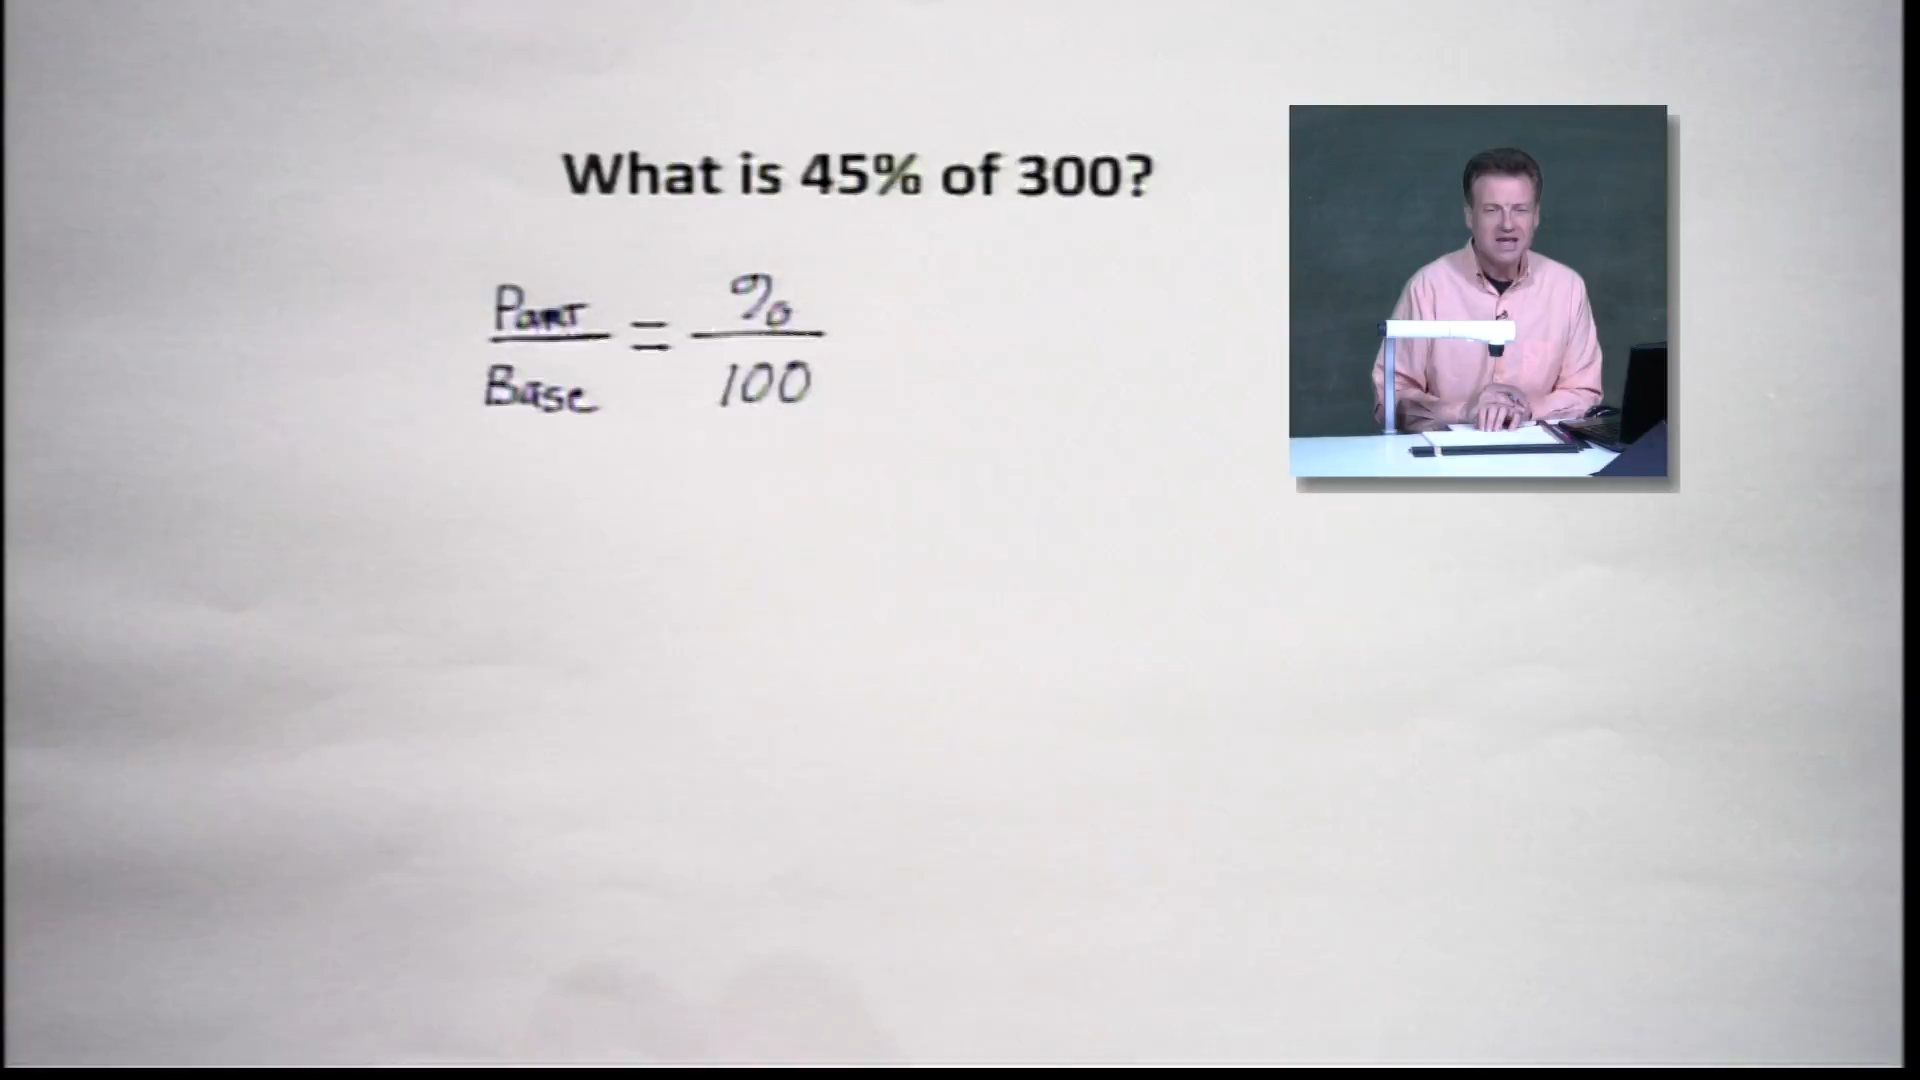 What is 45% of 300?
Part = %
Base 100